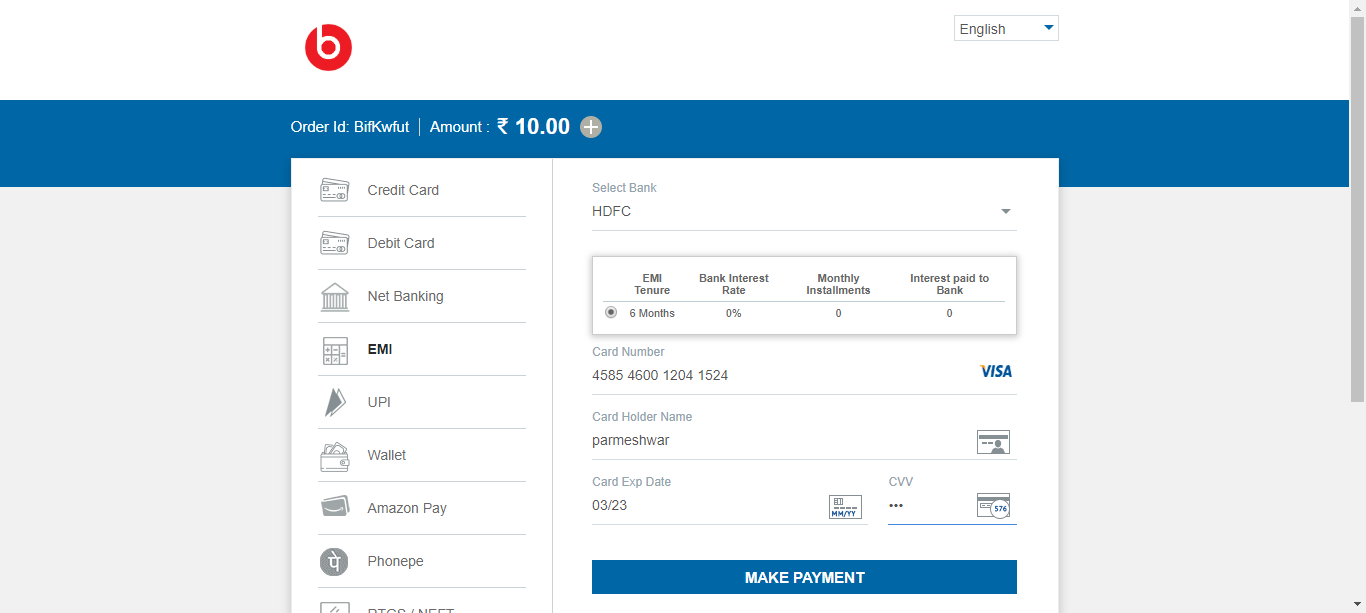 b
English
Order Id: BifKwfut | Amount : ₹ 10.00
Credit Card
Debit Card
Net Banking
EMI
UPI
Wallet
Amazon Pay
पे Phonepe
RTGS / NEFT
Select Bank
HDFC
EMI Tenure Bank Interest Rate Monthly Installments Interest paid to Bank
6 Months 0% 0 0
Card Number
4585 4600 1204 1524 VISA
Card Holder Name
parmeshwar
Card Exp Date CVV
03/23 MM/YY ••• 576
MAKE PAYMENT